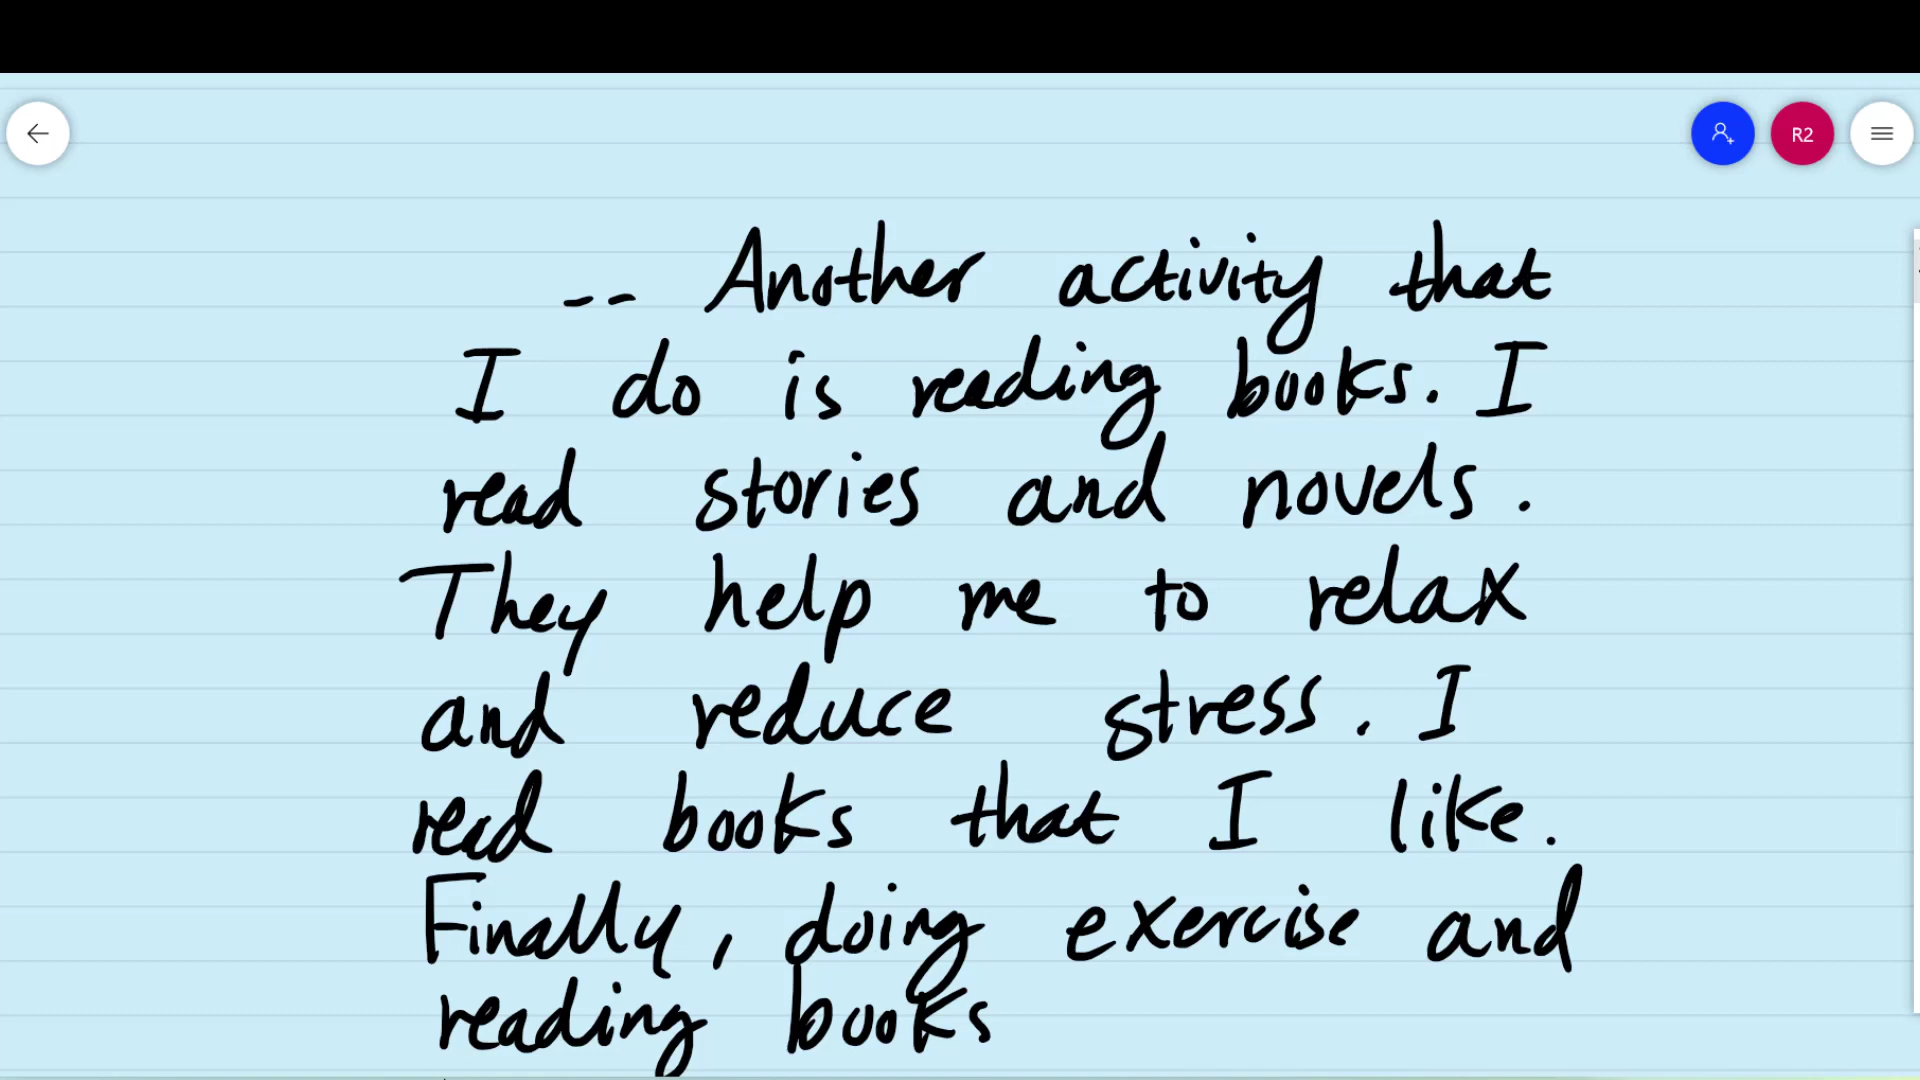 R2
-- Another activity that
I do is reading books. I
read stories and novels.
They help me to relax
and reduce stress. I
read books that I like.
Finally, doing exercise and
reading books